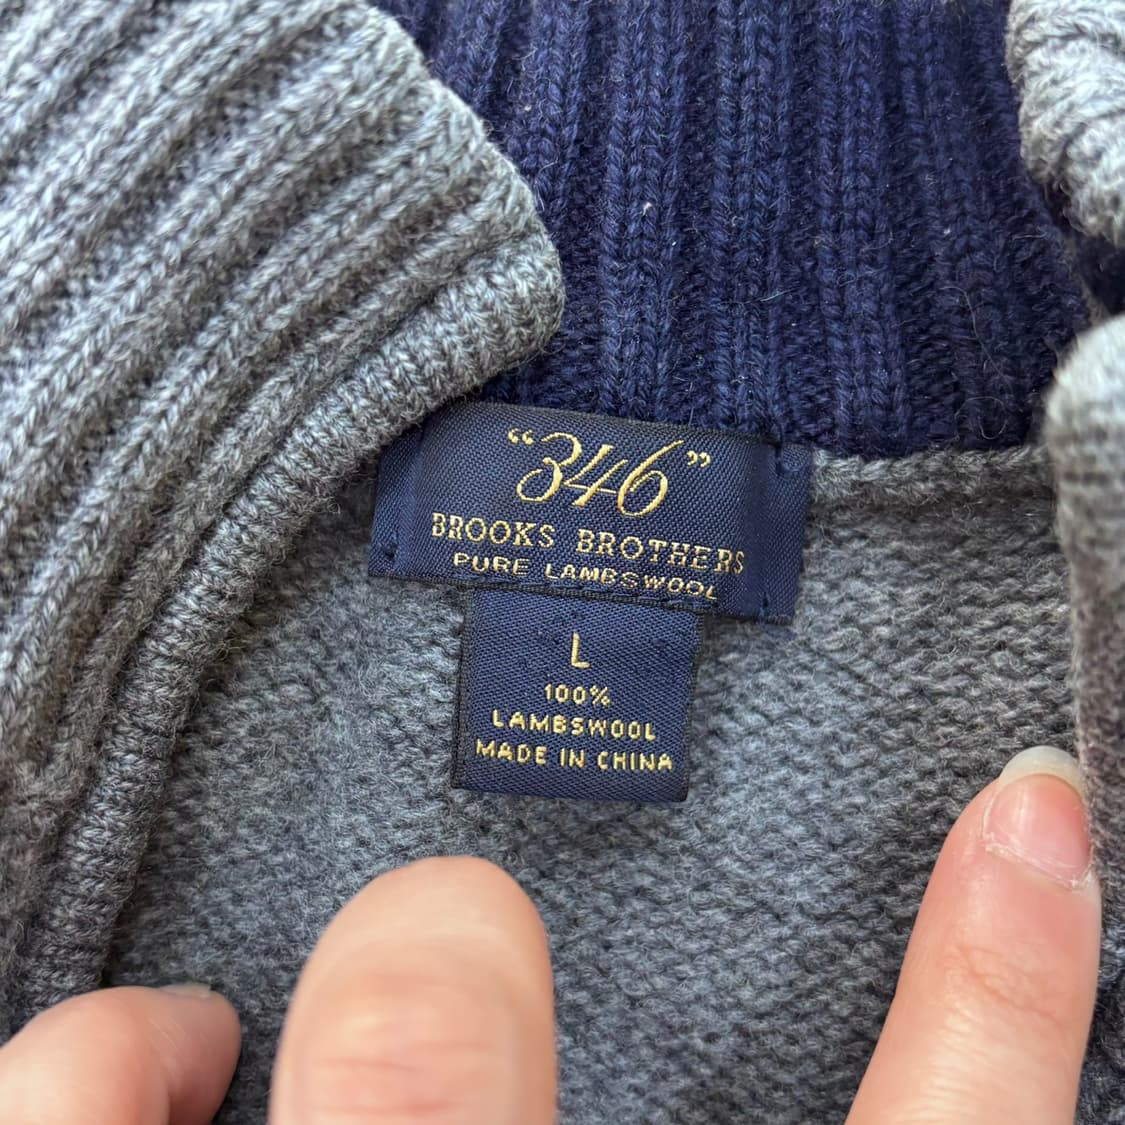 “346”
BROOKS BROTHERS
PURE LAMBSWOOL
L
100%
LAMBSWOOL
MADE IN CHINA